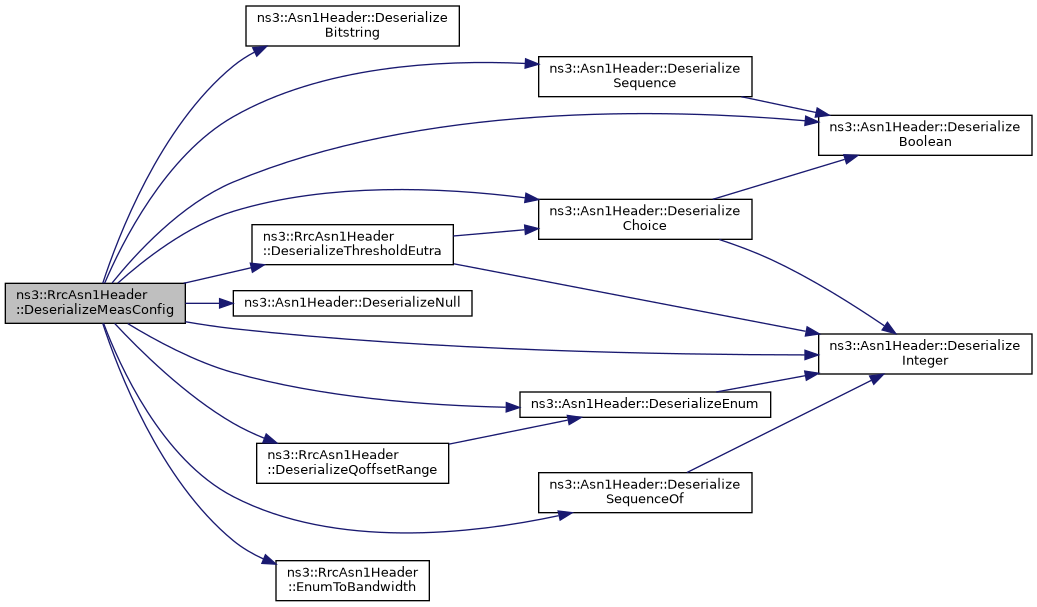 ns3::Asn1Header::Deserialize
Bitstring
ns3::Asn1Header::Deserialize
Sequence
ns3::Asn1Header::Deserialize
Boolean
ns3::Asn1Header::Deserialize
Choice
ns3::RrcAsn1Header
::DeserializeThresholdEutra
ns3::RrcAsn1Header
::DeserializeMeasConfig
ns3::Asn1Header::DeserializeNull
ns3::Asn1Header::Deserialize
Integer
ns3::Asn1Header::DeserializeEnum
ns3::RrcAsn1Header
::DeserializeQoffsetRange
ns3::Asn1Header::Deserialize
SequenceOf
ns3::RrcAsn1Header
::EnumToBandwidth